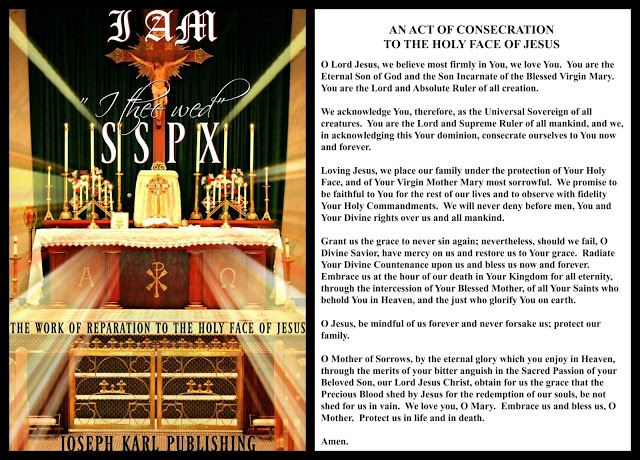 I AM
"I thee wed"
SSPX
Α
Ω
THE WORK OF REPARATION TO THE HOLY FACE OF JESUS
JOSEPH KARL PUBLISHING
AN ACT OF CONSECRATION
TO THE HOLY FACE OF JESUS
O Lord Jesus, we believe most firmly in You, we love You. You are the
Eternal Son of God and the Son Incarnate of the Blessed Virgin Mary.
You are the Lord and Absolute Ruler of all creation.
We acknowledge You, therefore, as the Universal Sovereign of all
creatures. You are the Lord and Supreme Ruler of all mankind, and we,
in acknowledging this Your dominion, consecrate ourselves to You now
and forever.
Loving Jesus, we place our family under the protection of Your Holy
Face, and of Your Virgin Mother Mary most sorrowful. We promise to
be faithful to You for the rest of our lives and to observe with fidelity
Your Holy Commandments. We will never deny before men, You and
Your Divine rights over us and all mankind.
Grant us the grace to never sin again; nevertheless, should we fail, O
Divine Savior, have mercy on us and restore us to Your grace. Radiate
Your Divine Countenance upon us and bless us now and forever.
Embrace us at the hour of our death in Your Kingdom for all eternity,
through the intercession of Your Blessed Mother, of all Your Saints who
behold You in Heaven, and the just who glorify You on earth.
O Jesus, be mindful of us forever and never forsake us; protect our
family.
O Mother of Sorrows, by the eternal glory which you enjoy in Heaven,
through the merits of your bitter anguish in the Sacred Passion of your
Beloved Son, our Lord Jesus Christ, obtain for us the grace that the
Precious Blood shed by Jesus for the redemption of our souls, be not
shed for us in vain. We love you, O Mary. Embrace us and bless us, O
Mother. Protect us in life and in death.
Amen.